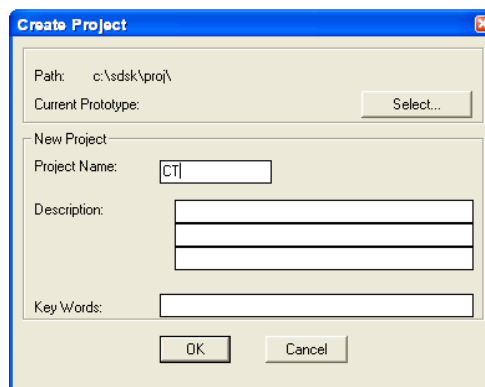 Create Project
Path: c:\sdsk\proj\
Current Prototype: Select...
New Project
Project Name: CT
Description:
Key Words:
OK Cancel